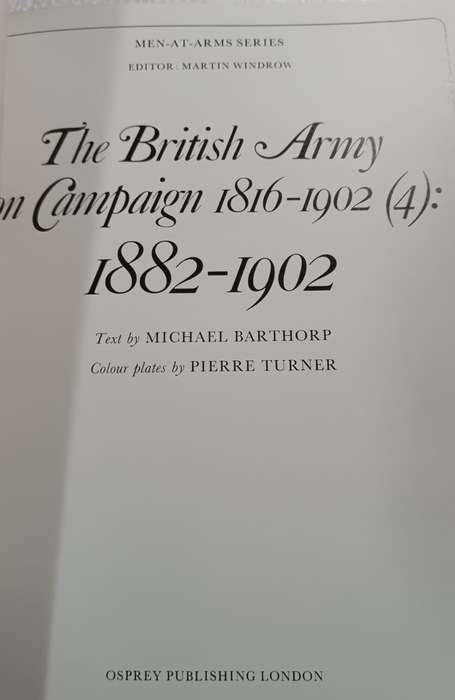 MEN-AT-ARMS SERIES
EDITOR: MARTIN WINDROW
The British Army
on Campaign 1816-1902 (4):
1882-1902
Text by MICHAEL BARTHORP
Colour plates by PIERRE TURNER
OSPREY PUBLISHING LONDON